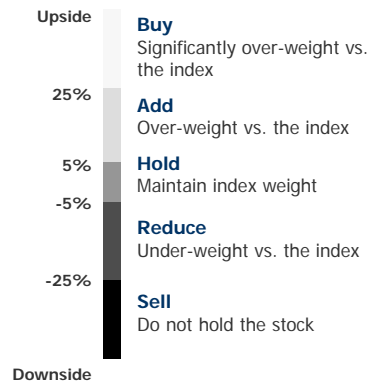 Upside
Buy
Significantly over-weight vs.
the index
25%
Add
Over-weight vs. the index
5%
Hold
Maintain index weight
-5%
Reduce
Under-weight vs. the index
-25%
Sell
Do not hold the stock
Downside